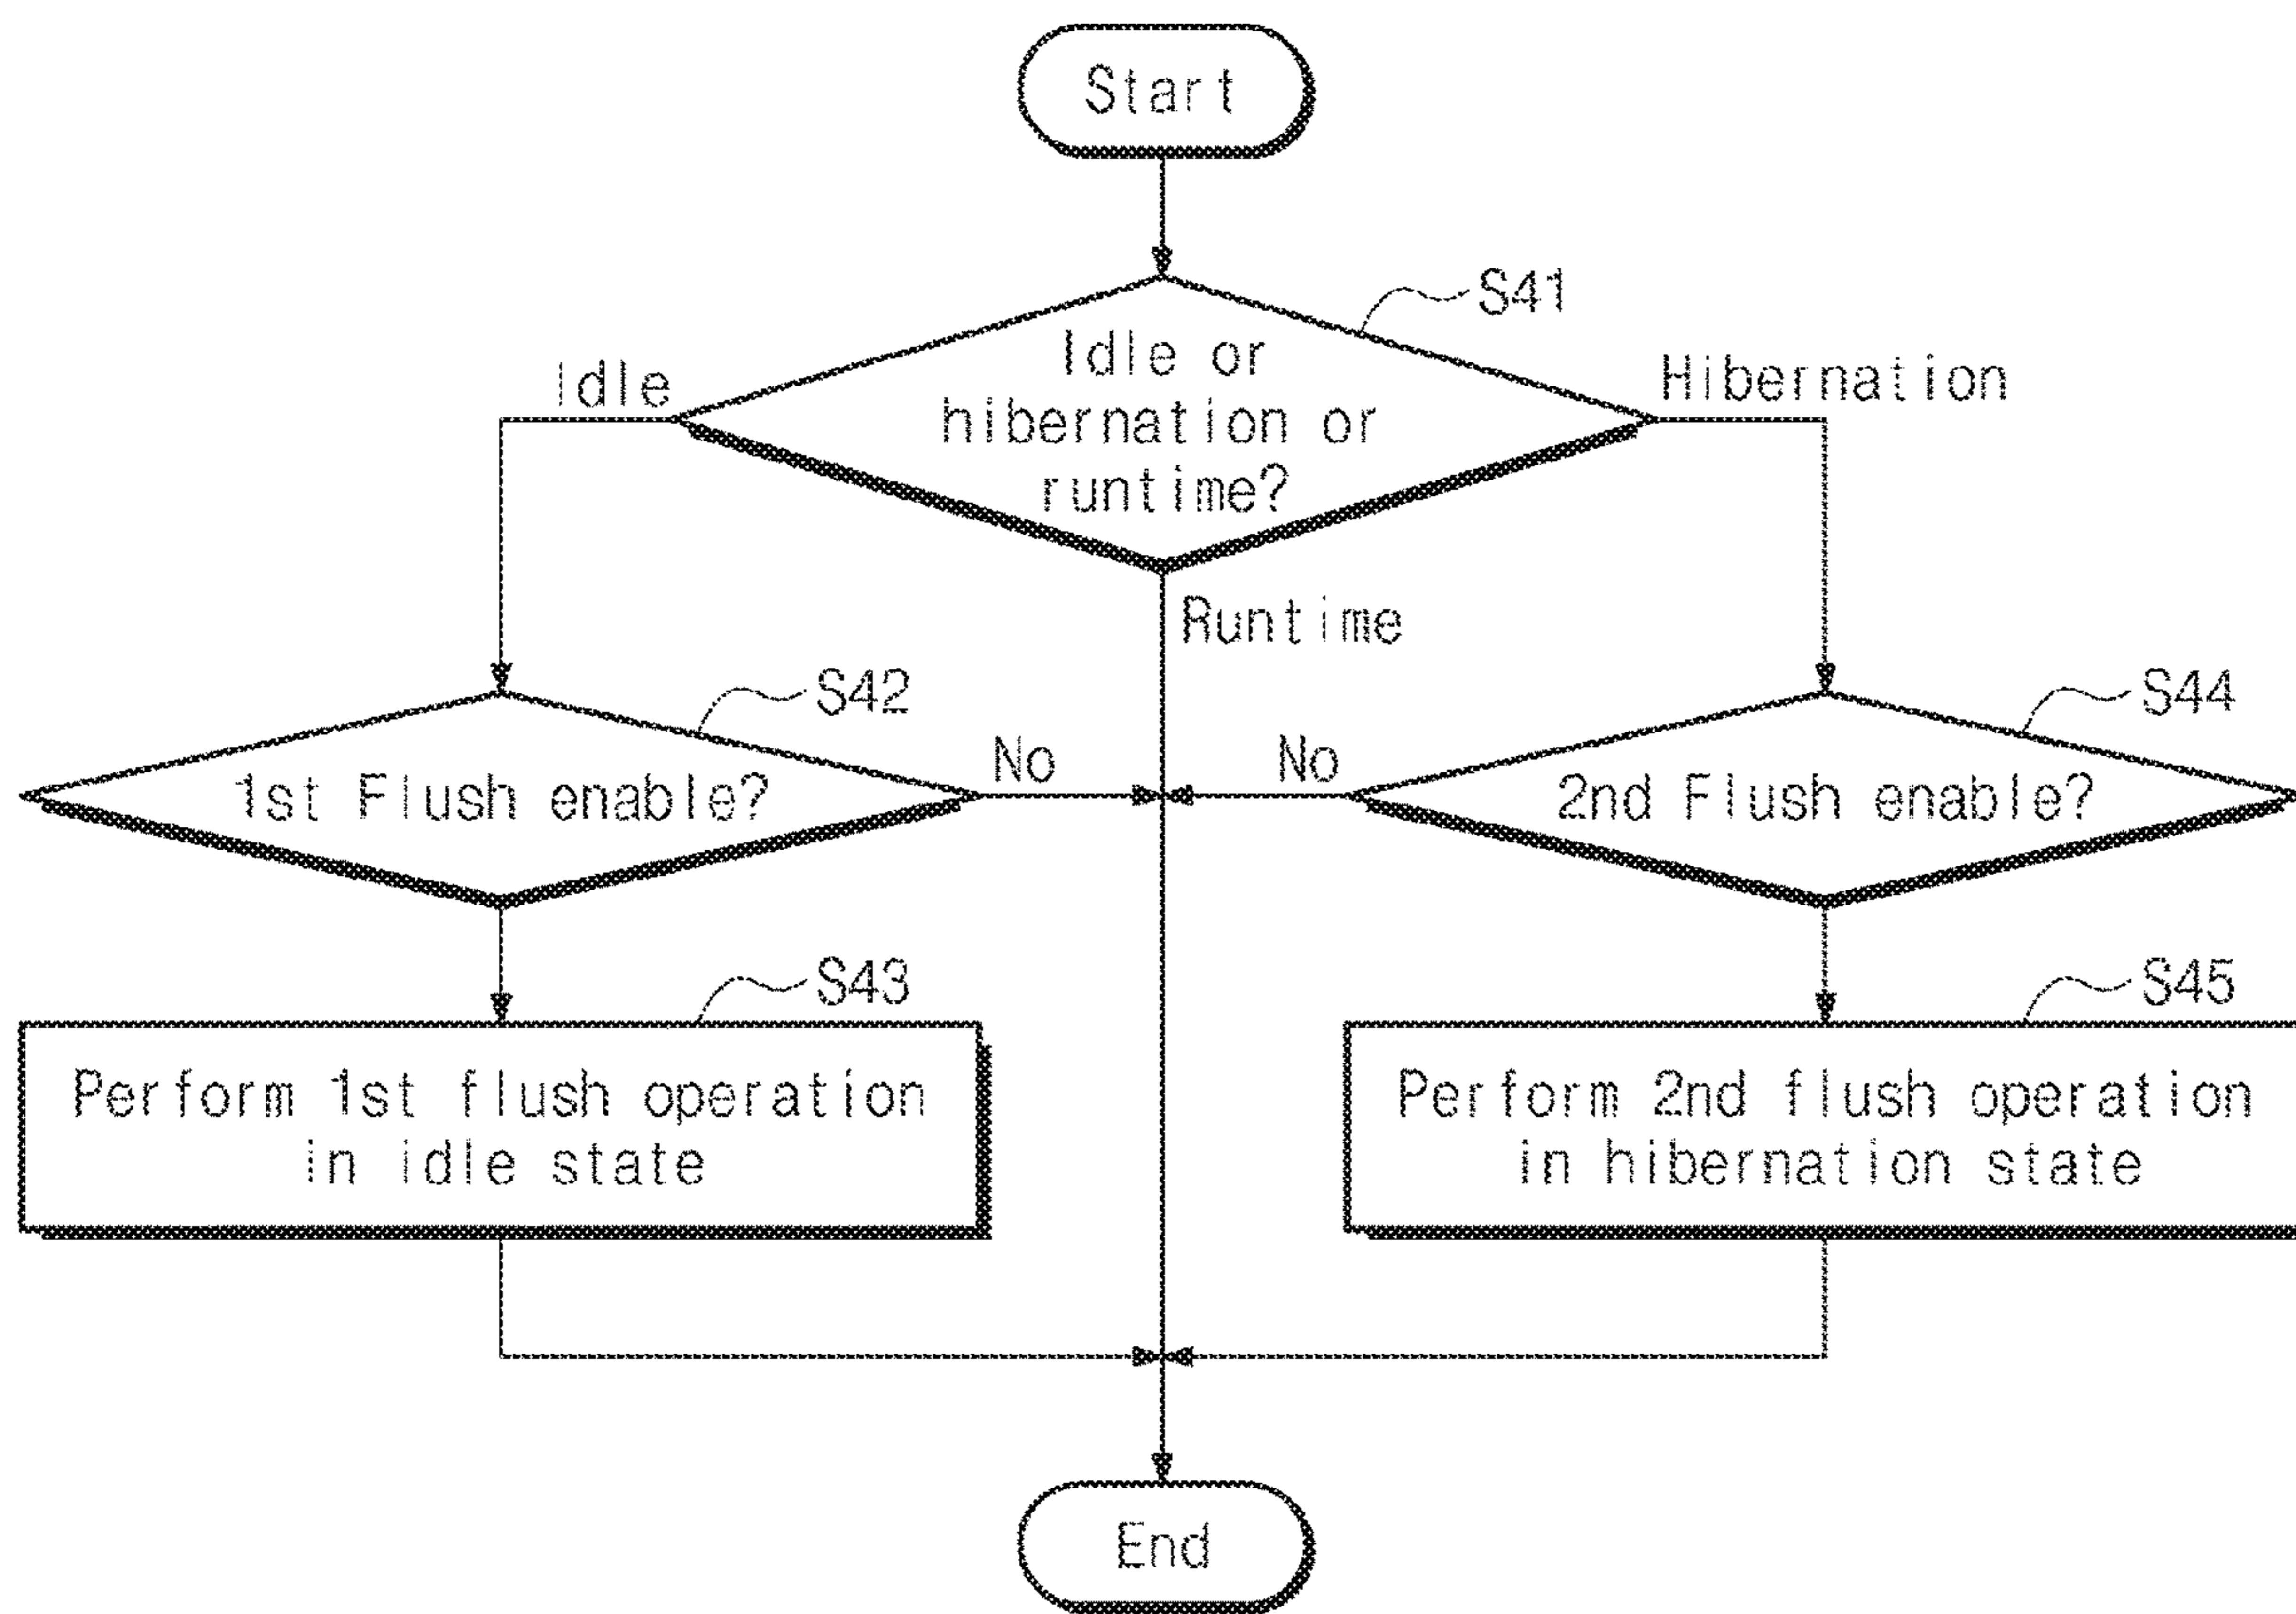 Start
S41
Idle or
hibernation or
runtime?
Idle
Hibernation
Runtime
S42
S44
1st Flush enable?
No
No
2nd Flush enable?
S43
S45
Perform 1st flush operation
in idle state
Perform 2nd flush operation
in hibernation state
End